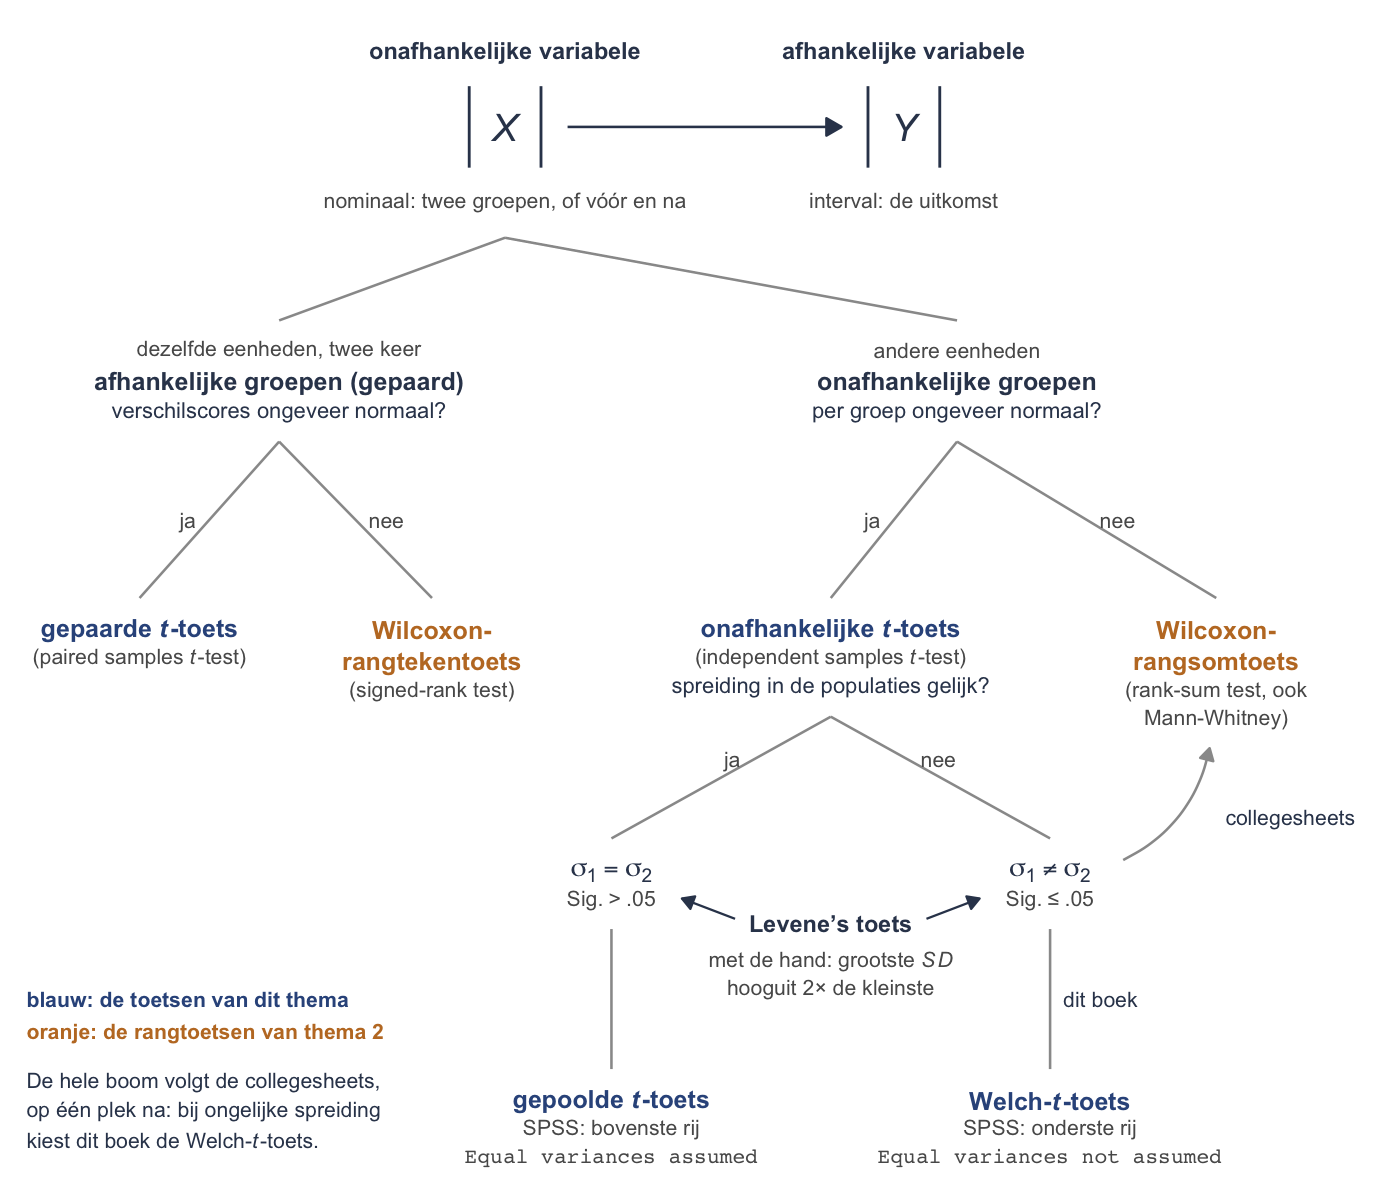 onafhankelijke variabele
afhankelijke variabele
X
Y
nominaal: twee groepen, of vóór en na
interval: de uitkomst
dezelfde eenheden, twee keer
afhankelijke groepen (gepaard)
verschilscores ongeveer normaal?
andere eenheden
onafhankelijke groepen
per groep ongeveer normaal?
ja
nee
ja
nee
gepaarde t-toets
(paired samples t-test)
Wilcoxon-
rangtekentoets
(signed-rank test)
onafhankelijke t-toets
(independent samples t-test)
spreiding in de populaties gelijk?
Wilcoxon-
rangsomtoets
(rank-sum test, ook
Mann-Whitney)
ja
nee
collegesheets
σ₁ = σ₂
Sig. > .05
σ₁ ≠ σ₂
Sig. ≤ .05
Levene’s toets
met de hand: grootste SD
hooguit 2× de kleinste
dit boek
blauw: de toetsen van dit thema
oranje: de rangtoetsen van thema 2
De hele boom volgt de collegesheets,
op één plek na: bij ongelijke spreiding
kiest dit boek de Welch-t-toets.
gepoolde t-toets
SPSS: bovenste rij
Equal variances assumed
Welch-t-toets
SPSS: onderste rij
Equal variances not assumed